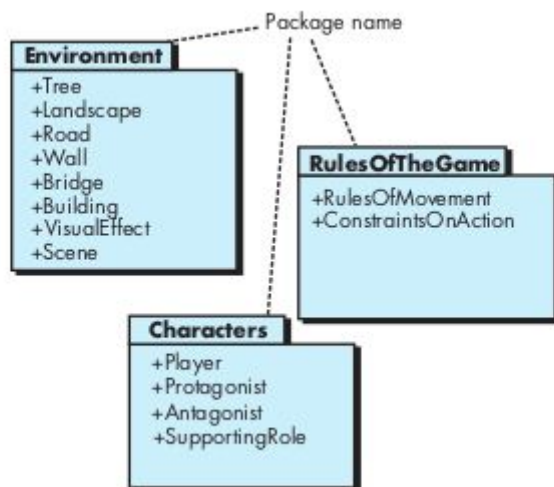 Package name
Environment
+Tree
+Landscape
+Road
+Wall
+Bridge
+Building
+VisualEffect
+Scene
RulesOfTheGame
+RulesOfMovement
+ConstraintsOnAction
Characters
+Player
+Protagonist
+Antagonist
+SupportingRole